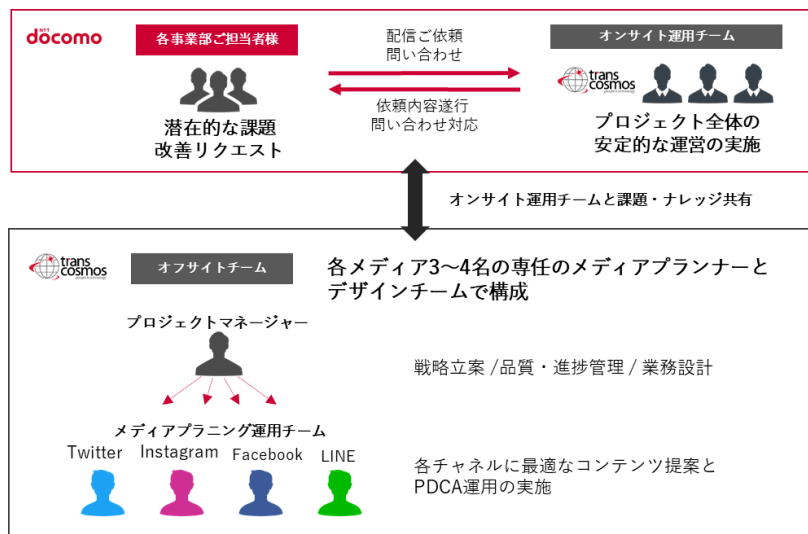 NTT
döcomo
各事業部ご担当者様
潜在的な課題
改善リクエスト
配信ご依頼
問い合わせ
依頼内容遂行
問い合わせ対応
オンサイト運用チーム
trans
cosmos
プロジェクト全体の
安定的な運営の実施
オンサイト運用チームと課題・ナレッジ共有
trans
cosmos
people & technology
オフサイトチーム
各メディア3～4名の専任のメディアプランナーと
デザインチームで構成
プロジェクトマネージャー
戦略立案 /品質・進捗管理 / 業務設計
メディアプラニング運用チーム
Twitter
Instagram
Facebook
LINE
各チャネルに最適なコンテンツ提案と
PDCA運用の実施